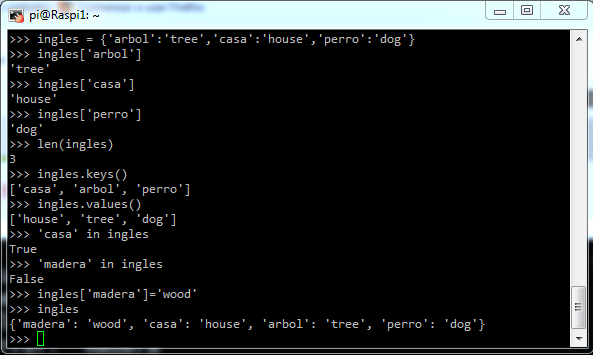 pi@Raspi1: ~
>>> ingles = {'arbol':'tree','casa':'house','perro':'dog'}
>>> ingles['arbol']
'tree'
>>> ingles['casa']
'house'
>>> ingles['perro']
'dog'
>>> len(ingles)
3
>>> ingles.keys()
['casa', 'arbol', 'perro']
>>> ingles.values()
['house', 'tree', 'dog']
>>> 'casa' in ingles
True
>>> 'madera' in ingles
False
>>> ingles['madera']='wood'
>>> ingles
{'madera': 'wood', 'casa': 'house', 'arbol': 'tree', 'perro': 'dog'}
>>>